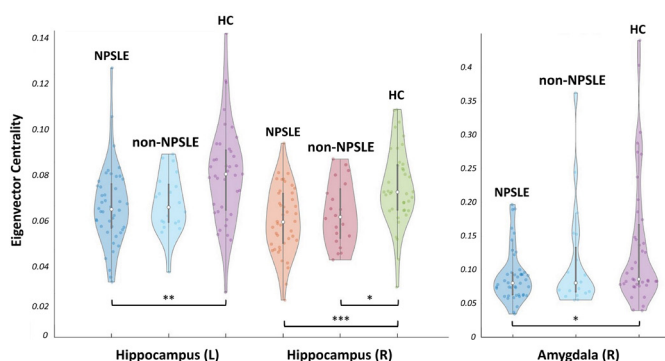 Eigenvector Centrality
0.14
0.12
0.10
0.08
0.06
0.04
0.02
0
NPSLE
non-NPSLE
HC
NPSLE
non-NPSLE
HC
**
*
***
Hippocampus (L)
Hippocampus (R)
0.4
0.35
0.30
0.25
0.20
0.15
0.10
0.05
0
NPSLE
non-NPSLE
HC
*
Amygdala (R)